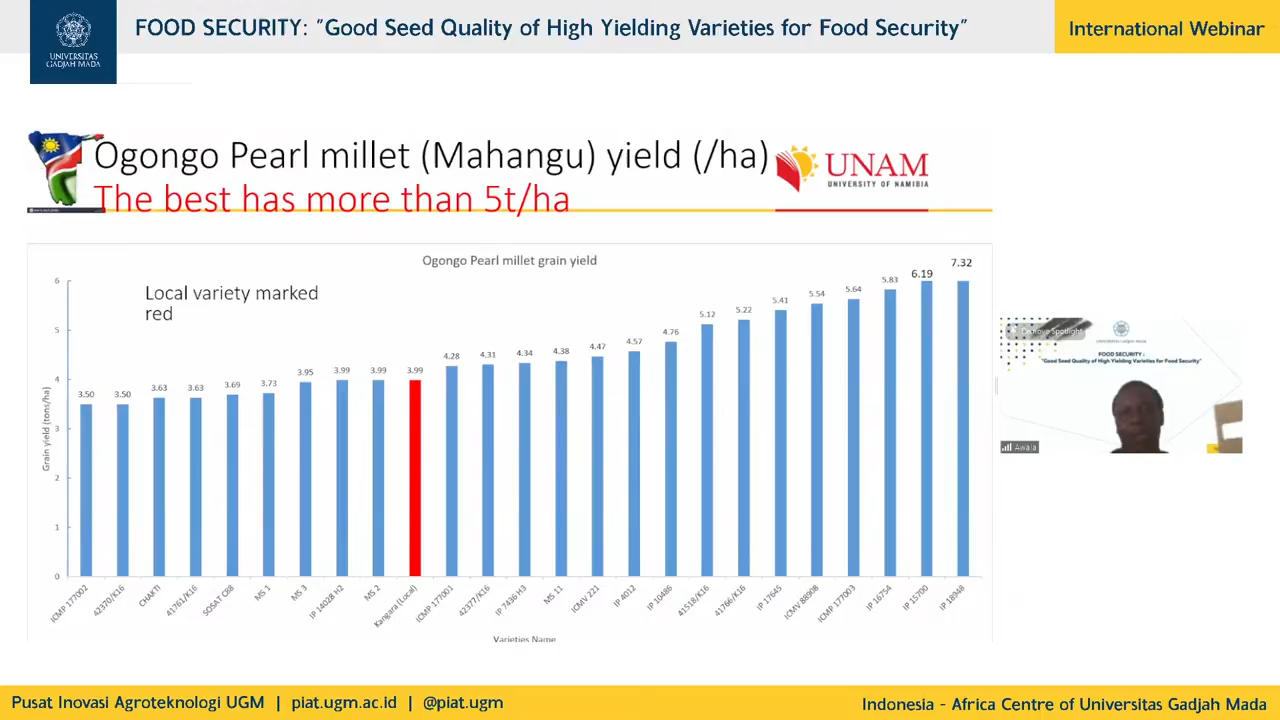 FOOD SECURITY: "Good Seed Quality of High Yielding Varieties for Food Security"
International Webinar
UNIVERSITAS
GADJAH MADA
Ogongo Pearl millet (Mahangu) yield (/ha)
The best has more than 5t/ha
UNAM
UNIVERSITY OF NAMIBIA
Ogongo Pearl millet grain yield
Local variety marked
red
Grain yield (tons/ha)
6
5
4
3
2
1
0
3.50
3.50
3.63
3.63
3.69
3.73
3.95
3.99
3.99
3.99
4.28
4.31
4.34
4.38
4.47
4.57
4.76
5.12
5.22
5.41
5.54
5.64
5.83
6.19
7.32
ICMP 177002
42370/K16
CHAKTI
41761/K16
SOSAT C88
MS 1
MS 3
IP 14028 H2
MS 2
Kangara (Local)
ICMP 177001
42377/K16
IP 7436 H3
MS 11
ICMV 221
IP 4012
IP 10486
41518/K16
41766/K16
IP 17645
ICMV 88908
ICMP 177003
IP 16754
IP 15700
IP 18948
Varieties Name
Spotlight
UNIVERSITAS GADJAH MADA
FOOD SECURITY :
"Good Seed Quality of High Yielding Varieties for Food Security"
Awala
Pusat Inovasi Agroteknologi UGM | piat.ugm.ac.id | @piat.ugm
Indonesia - Africa Centre of Universitas Gadjah Mada